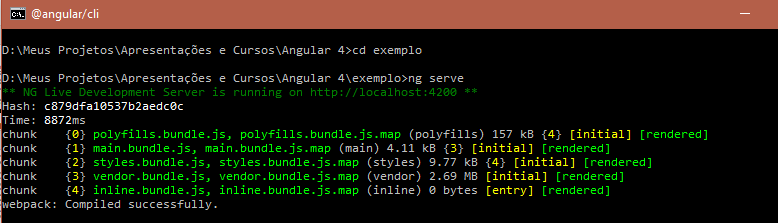 @angular/cli
D:\Meus Projetos\Apresentações e Cursos\Angular 4>cd exemplo
D:\Meus Projetos\Apresentações e Cursos\Angular 4\exemplo>ng serve
** NG Live Development Server is running on http://localhost:4200 **
Hash: c879dfa10537b2aedc0c
Time: 8872ms
chunk    {0} polyfills.bundle.js, polyfills.bundle.js.map (polyfills) 157 kB {4} [initial] [rendered]
chunk    {1} main.bundle.js, main.bundle.js.map (main) 4.11 kB {3} [initial] [rendered]
chunk    {2} styles.bundle.js, styles.bundle.js.map (styles) 9.77 kB {4} [initial] [rendered]
chunk    {3} vendor.bundle.js, vendor.bundle.js.map (vendor) 2.69 MB [initial] [rendered]
chunk    {4} inline.bundle.js, inline.bundle.js.map (inline) 0 bytes [entry] [rendered]
webpack: Compiled successfully.